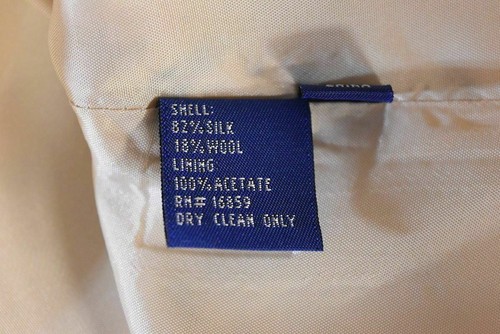 SHELL:
82% SILK
18% WOOL
LINING
100% ACETATE
RN# 16859
DRY CLEAN ONLY